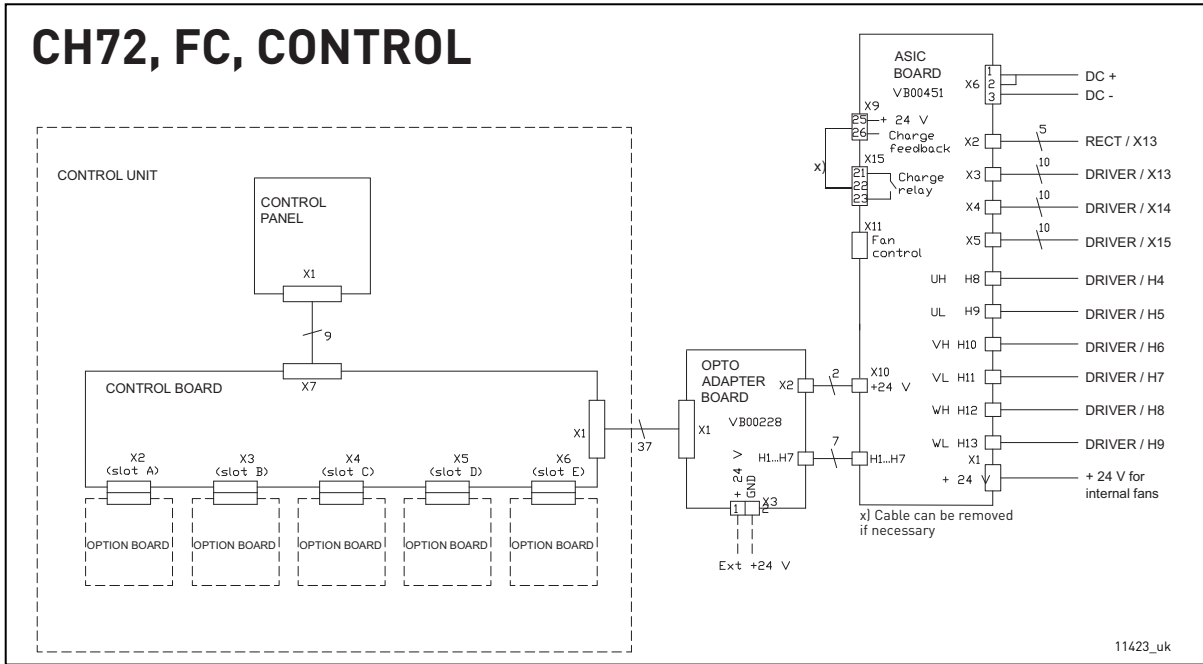 CH72, FC, CONTROL
CONTROL UNIT
CONTROL
PANEL
X1
9
X7
CONTROL BOARD
X1
37
X2
(slot A)
X3
(slot B)
X4
(slot C)
X5
(slot D)
X6
(slot E)
OPTION BOARD
OPTION BOARD
OPTION BOARD
OPTION BOARD
OPTION BOARD
OPTO
ADAPTER
BOARD
VB00228
X1
X2
2
H1...H7
7
+ 24 V
GND
X3
1
2
Ext +24 V
ASIC
BOARD
VB00451
X9
25
+ 24 V
26
Charge
feedback
x)
X15
21
22
23
Charge
relay
X11
Fan
control
X10
+24 V
H1...H7
X6
1
2
3
DC +
DC -
X2
5
RECT / X13
X3
10
DRIVER / X13
X4
10
DRIVER / X14
X5
10
DRIVER / X15
UH H8
DRIVER / H4
UL H9
DRIVER / H5
VH H10
DRIVER / H6
VL H11
DRIVER / H7
WH H12
DRIVER / H8
WL H13
DRIVER / H9
X1
+ 24 V
+ 24 V for
internal fans
x) Cable can be removed
if necessary
11423_uk